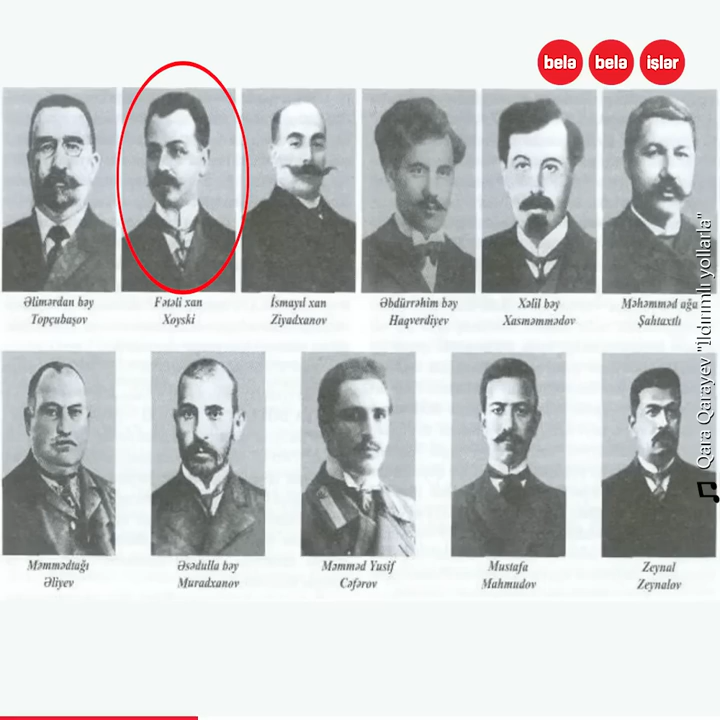 belə belə işlər
Əlimərdan bəy
Topçubaşov
Fətəli xan
Xoyski
İsmayıl xan
Ziyadxanov
Əbdürrəhim bəy
Haqverdiyev
Xəlil bəy
Xasməmmədov
Məhəmməd ağa
Şahtaxtlı
Məmmədtağı
Əliyev
Əsədulla bəy
Muradxanov
Məmməd Yusif
Cəfərov
Mustafa
Mahmudov
Zeynal
Zeynalov
Qara Qarayev "İldırımlı yollarla"